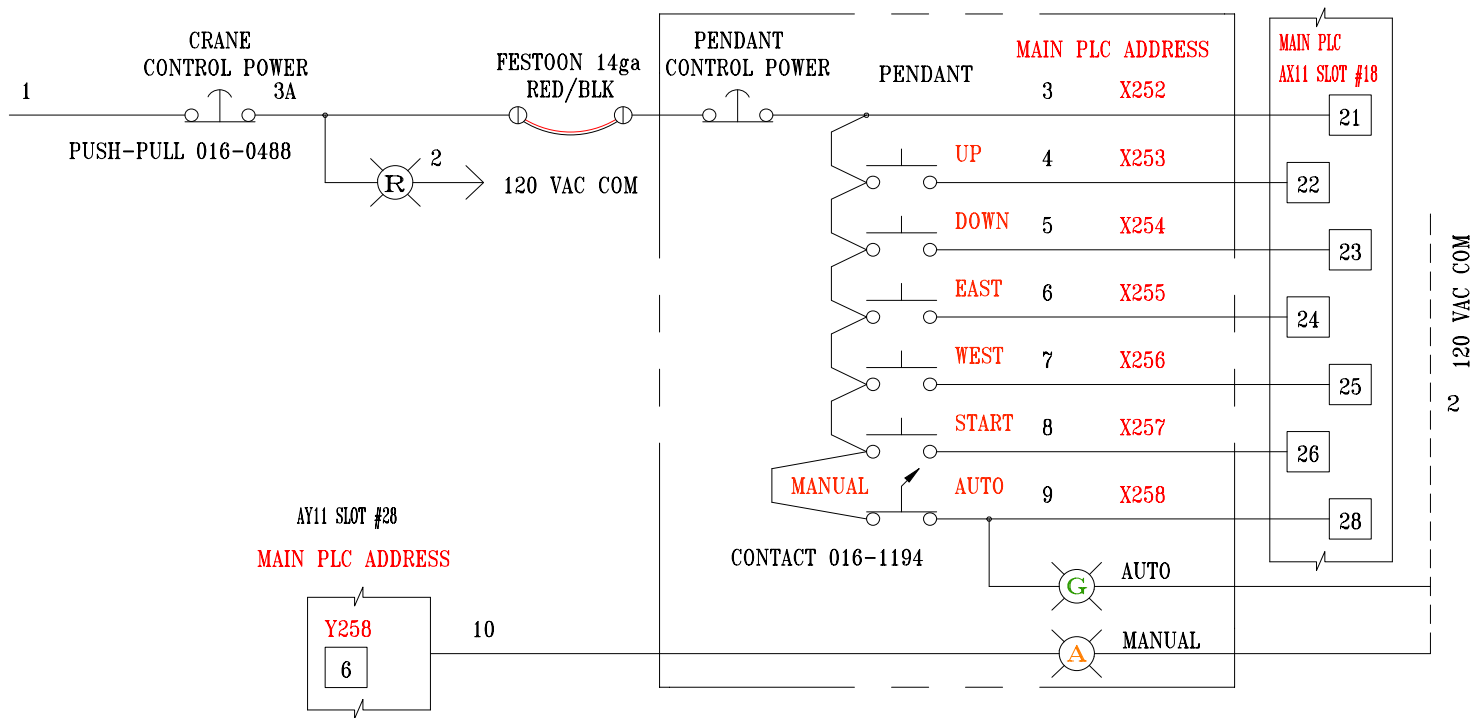 CRANE
CONTROL POWER
1
3A
PUSH-PULL 016-0488
R
2
120 VAC COM
FESTOON 14ga
RED/BLK
PENDANT
CONTROL POWER
PENDANT
MAIN PLC ADDRESS
3 X252
UP 4 X253
DOWN 5 X254
EAST 6 X255
WEST 7 X256
START 8 X257
MANUAL AUTO 9 X258
CONTACT 016-1194
MAIN PLC
AX11 SLOT #18
21
22
23
24
25
26
28
120 VAC COM
2
G AUTO
A MANUAL
AY11 SLOT #28
MAIN PLC ADDRESS
Y258
6
10